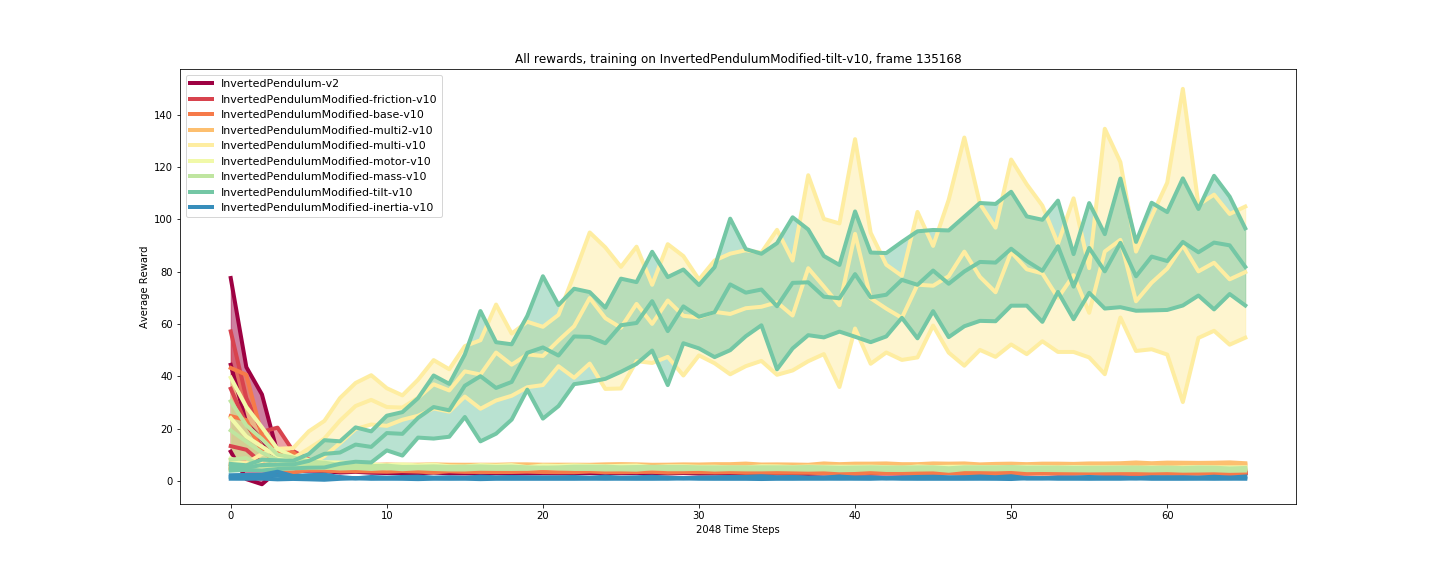 All rewards, training on InvertedPendulumModified-tilt-v10, frame 135168
InvertedPendulum-v2
InvertedPendulumModified-friction-v10
InvertedPendulumModified-base-v10
InvertedPendulumModified-multi2-v10
InvertedPendulumModified-multi-v10
InvertedPendulumModified-motor-v10
InvertedPendulumModified-mass-v10
InvertedPendulumModified-tilt-v10
InvertedPendulumModified-inertia-v10
Average Reward
140
120
100
80
60
40
20
0
0 10 20 30 40 50 60
2048 Time Steps